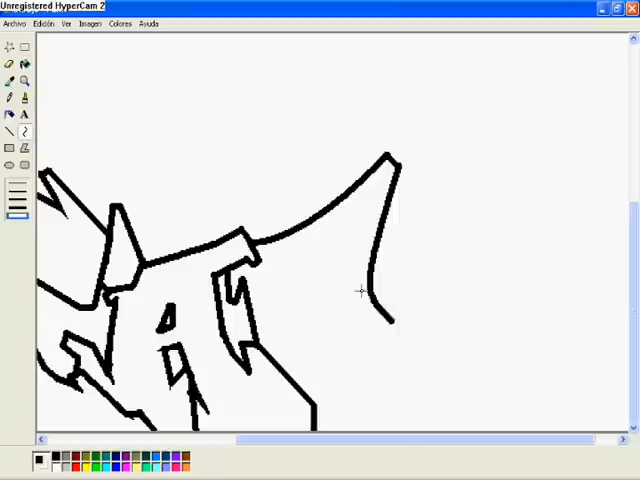 Unregistered HyperCam 2
Archivo Edición Ver Imagen Colores Ayuda
A